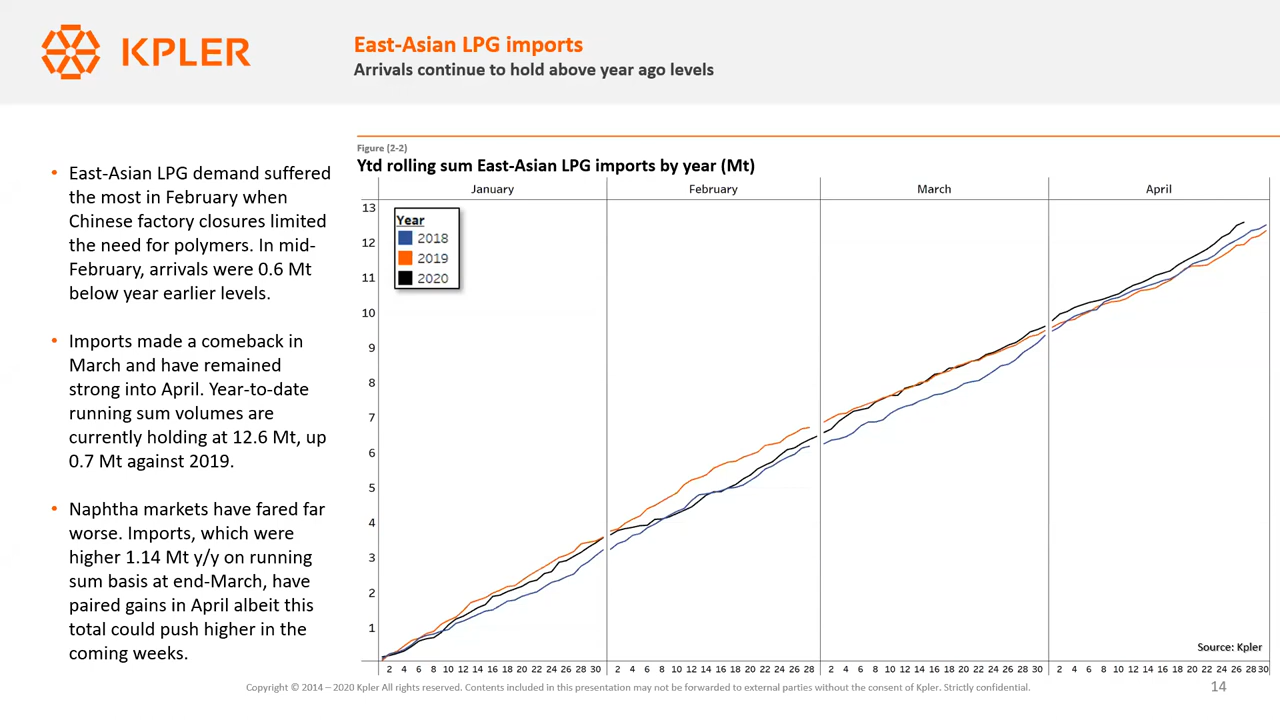 KPLER
East-Asian LPG imports
Arrivals continue to hold above year ago levels
• East-Asian LPG demand suffered
the most in February when
Chinese factory closures limited
the need for polymers. In mid-
February, arrivals were 0.6 Mt
below year earlier levels.
• Imports made a comeback in
March and have remained
strong into April. Year-to-date
running sum volumes are
currently holding at 12.6 Mt, up
0.7 Mt against 2019.
• Naphtha markets have fared far
worse. Imports, which were
higher 1.14 Mt y/y on running
sum basis at end-March, have
paired gains in April albeit this
total could push higher in the
coming weeks.
Figure (2-2)
Ytd rolling sum East-Asian LPG imports by year (Mt)
January February March April
13
12
11
10
9
8
7
6
5
4
3
2
1
Year
2018
2019
2020
Source: Kpler
2 4 6 8 10 12 14 16 18 20 22 24 26 28 30 2 4 6 8 10 12 14 16 18 20 22 24 26 28 2 4 6 8 10 12 14 16 18 20 22 24 26 28 30 2 4 6 8 10 12 14 16 18 20 22 24 26 28 30
Copyright © 2014 – 2020 Kpler All rights reserved. Contents included in this presentation may not be forwarded to external parties without the consent of Kpler. Strictly confidential.
14